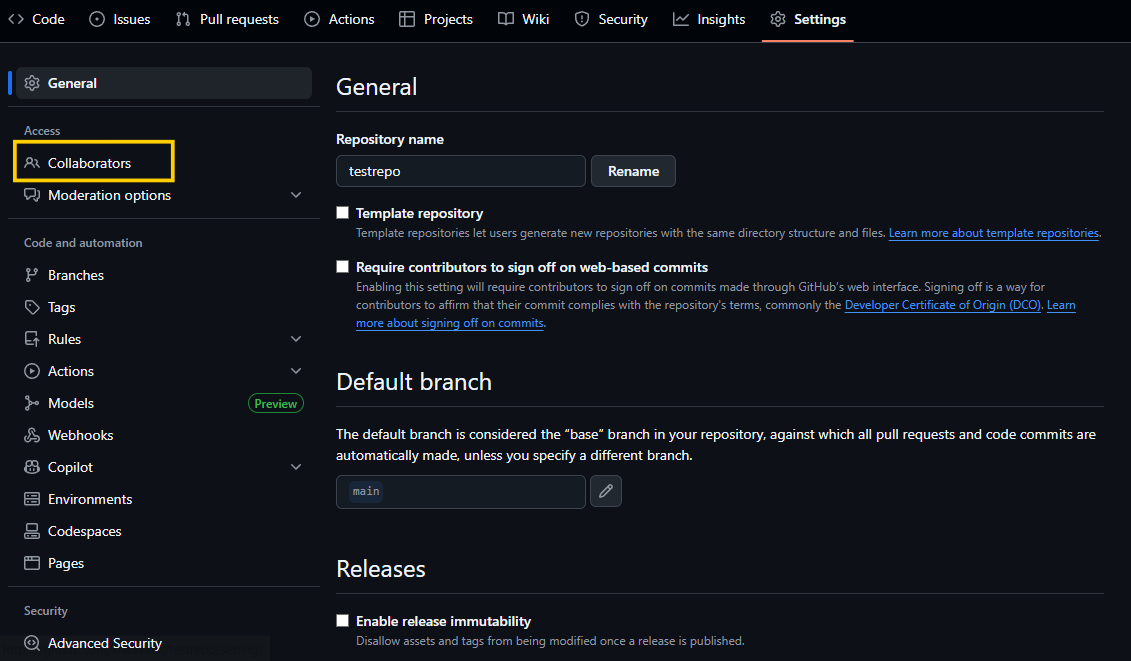 Code Issues Pull requests Actions Projects Wiki Security Insights Settings
General
Access
Collaborators
Moderation options
Code and automation
Branches
Tags
Rules
Actions
Models Preview
Webhooks
Copilot
Environments
Codespaces
Pages
Security
Advanced Security
General
Repository name
testrepo Rename
Template repository
Template repositories let users generate new repositories with the same directory structure and files. Learn more about template repositories.
Require contributors to sign off on web-based commits
Enabling this setting will require contributors to sign off on commits made through GitHub's web interface. Signing off is a way for
contributors to affirm that their commit complies with the repository's terms, commonly the Developer Certificate of Origin (DCO). Learn
more about signing off on commits.
Default branch
The default branch is considered the “base” branch in your repository, against which all pull requests and code commits are
automatically made, unless you specify a different branch.
main
Releases
Enable release immutability
Disallow assets and tags from being modified once a release is published.